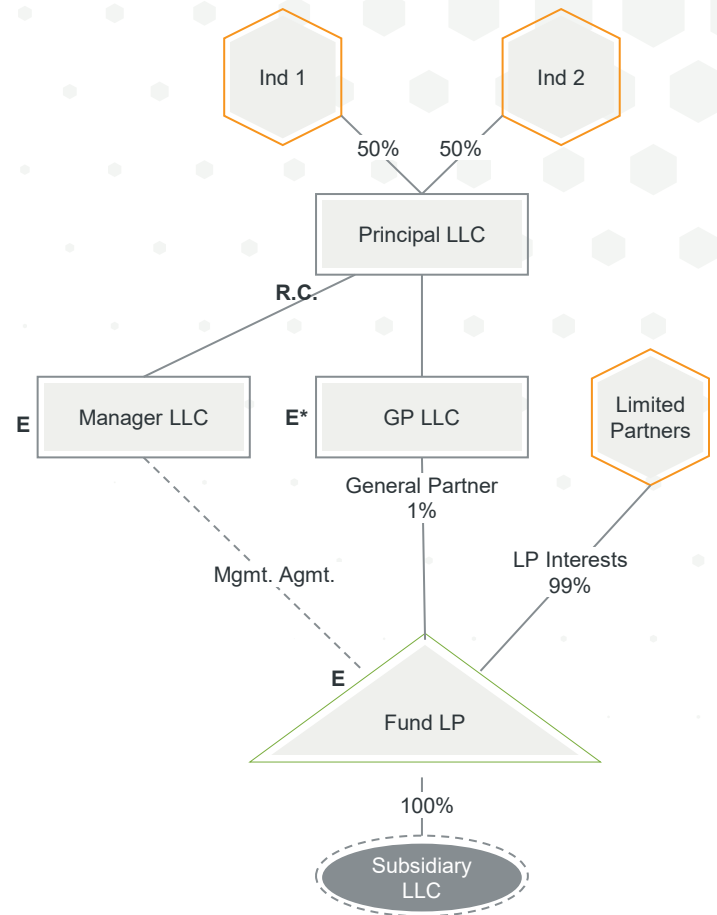 Ind 1
Ind 2
50%
50%
Principal LLC
R.C.
E
Manager LLC
E*
GP LLC
Limited
Partners
General Partner
1%
LP Interests
99%
Mgmt. Agmt.
E
Fund LP
100%
Subsidiary
LLC